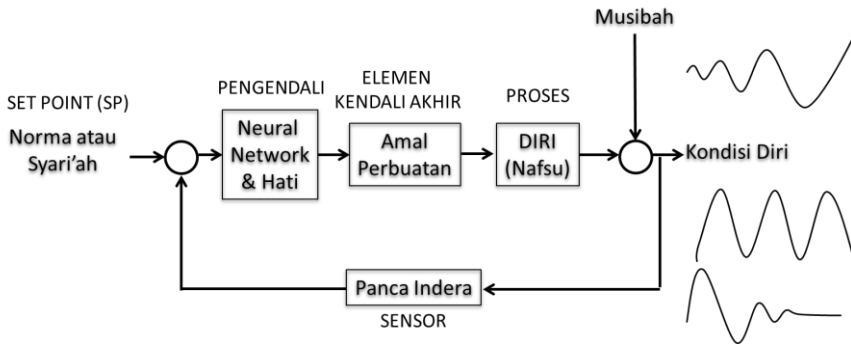 Musibah
SET POINT (SP)
Norma atau
Syari'ah
PENGENDALI
Neural
Network
& Hati
ELEMEN
KENDALI AKHIR
Amal
Perbuatan
PROSES
DIRI
(Nafsu)
Kondisi Diri
Panca Indera
SENSOR